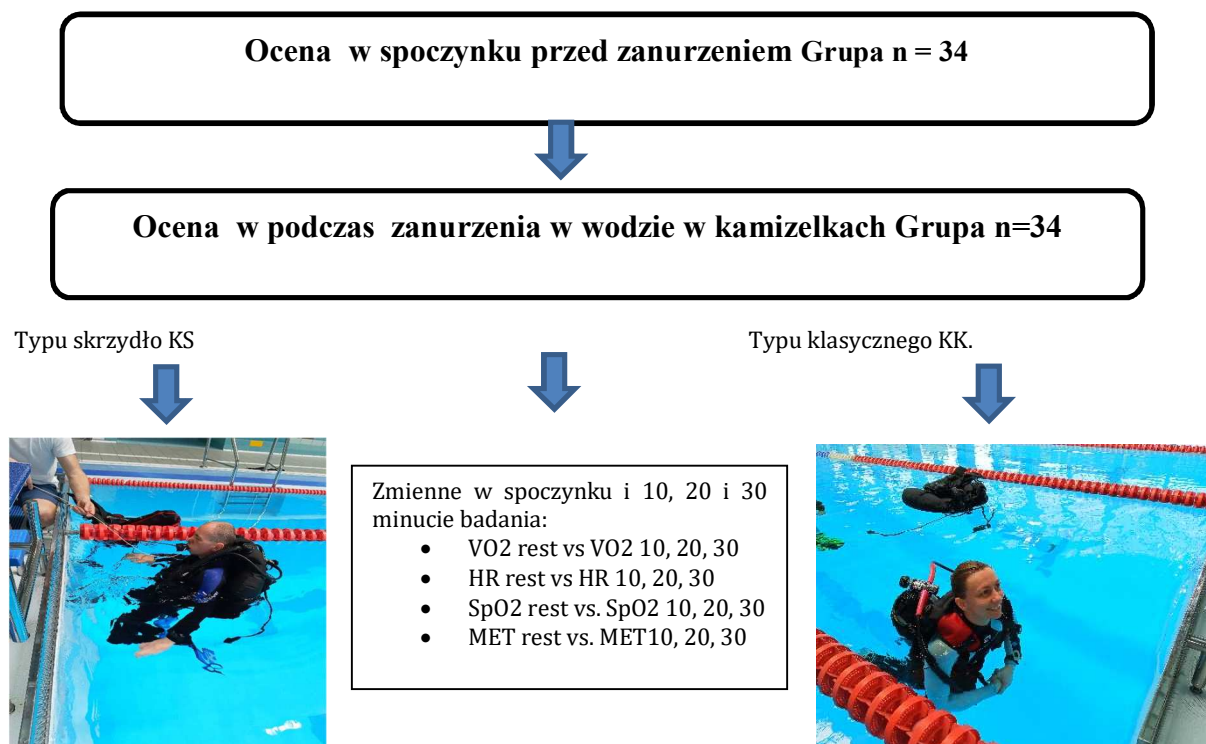 Ocena w spoczynku przed zanurzeniem Grupa n = 34
Ocena w podczas zanurzenia w wodzie w kamizelkach Grupa n=34
Typu skrzydło KS
Typu klasycznego KK.
Zmienne w spoczynku i 10, 20 i 30
minucie badania:
• VO2 rest vs VO2 10, 20, 30
• HR rest vs HR 10, 20, 30
• SpO2 rest vs. SpO2 10, 20, 30
• MET rest vs. MET10, 20, 30